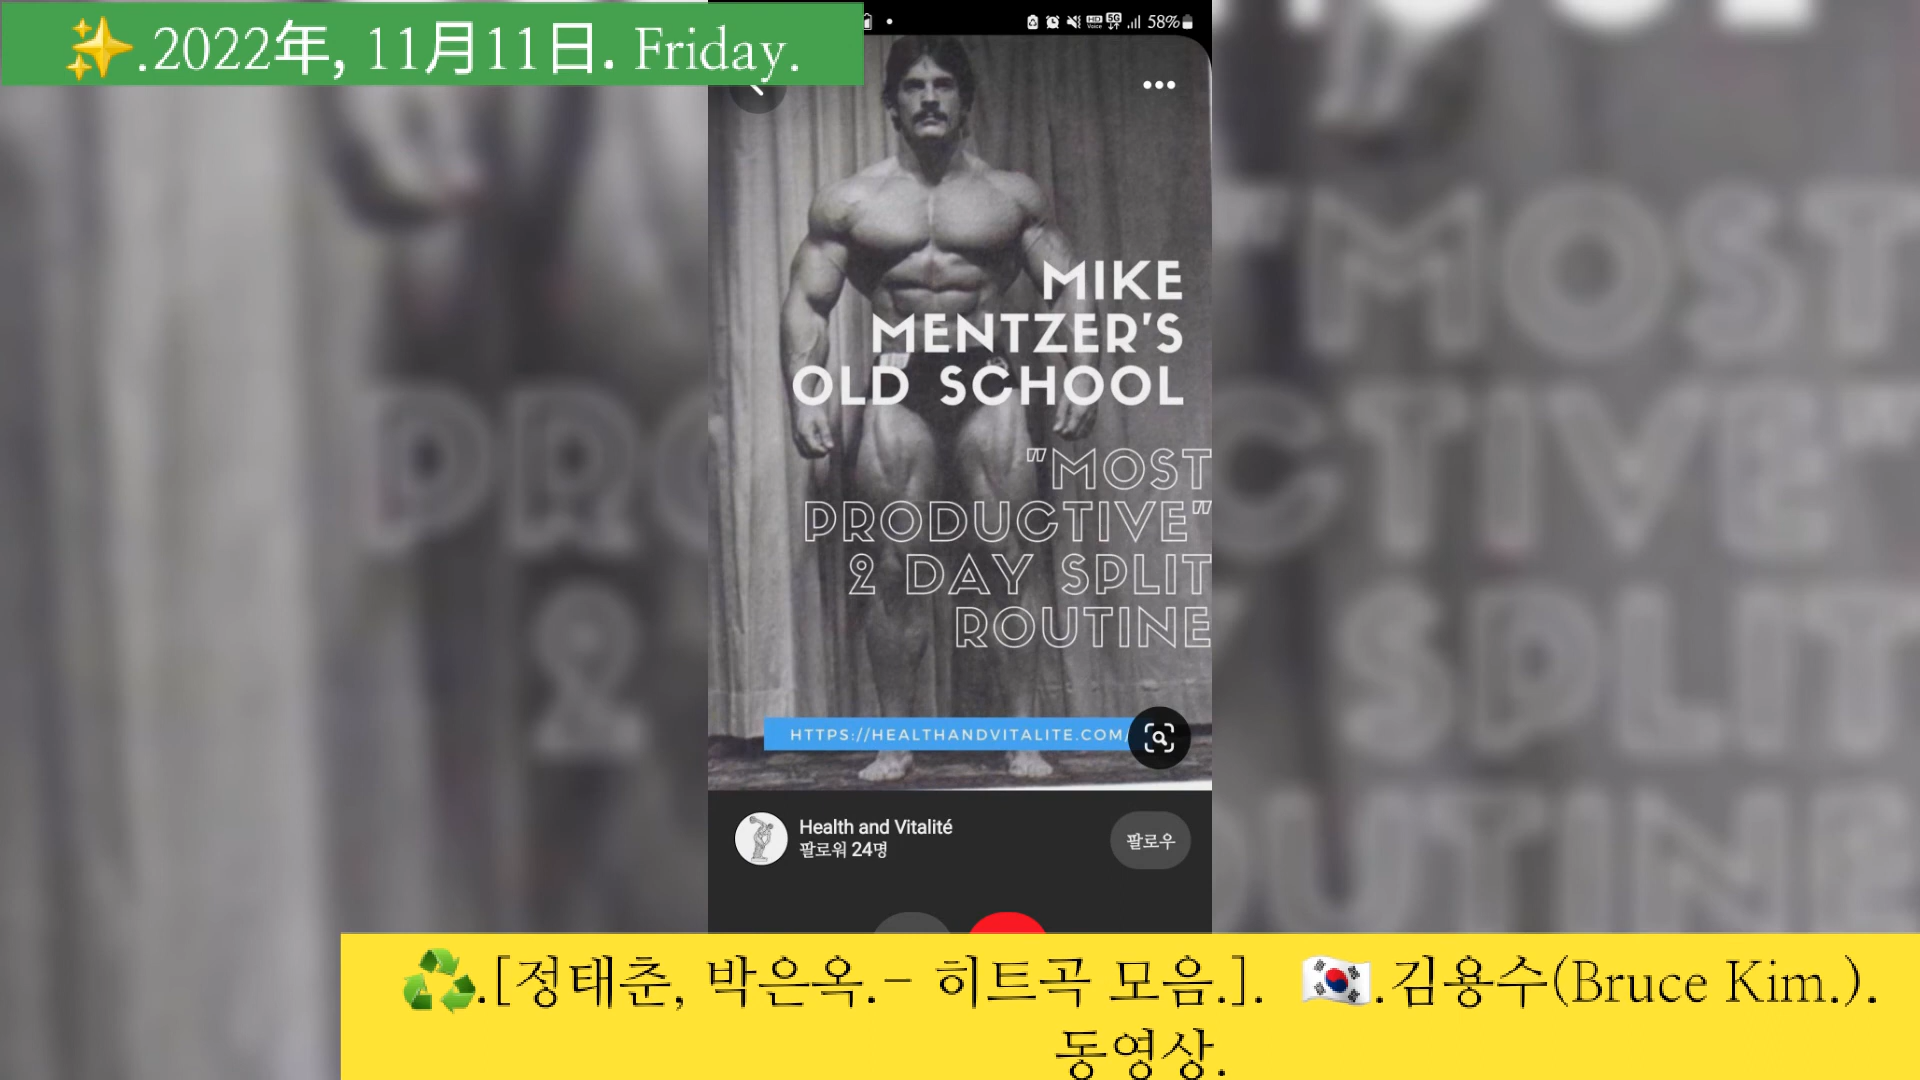 ✨.2022年, 11月11日. Friday.
58%
MIKE
MENTZER'S
OLD SCHOOL
"MOST
PRODUCTIVE"
2 DAY SPLIT
ROUTINE
HTTPS://HEALTHANDVITALITE.COM/
Health and Vitalité
팔로워 24명
팔로우
♻.[정태춘, 박은옥.- 히트곡 모음.]. 🇰🇷.김용수(Bruce Kim.).
동영상.